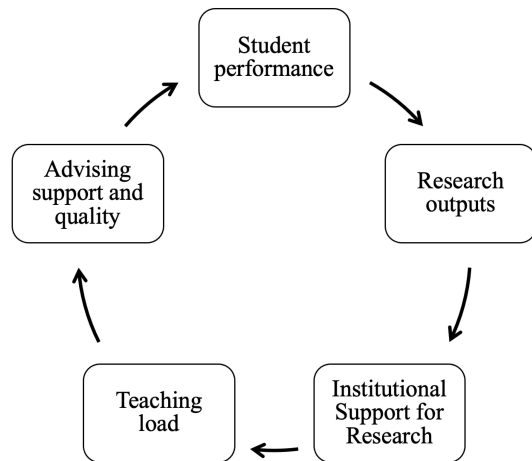 Student
performance
Research
outputs
Institutional
Support for
Research
Teaching
load
Advising
support and
quality